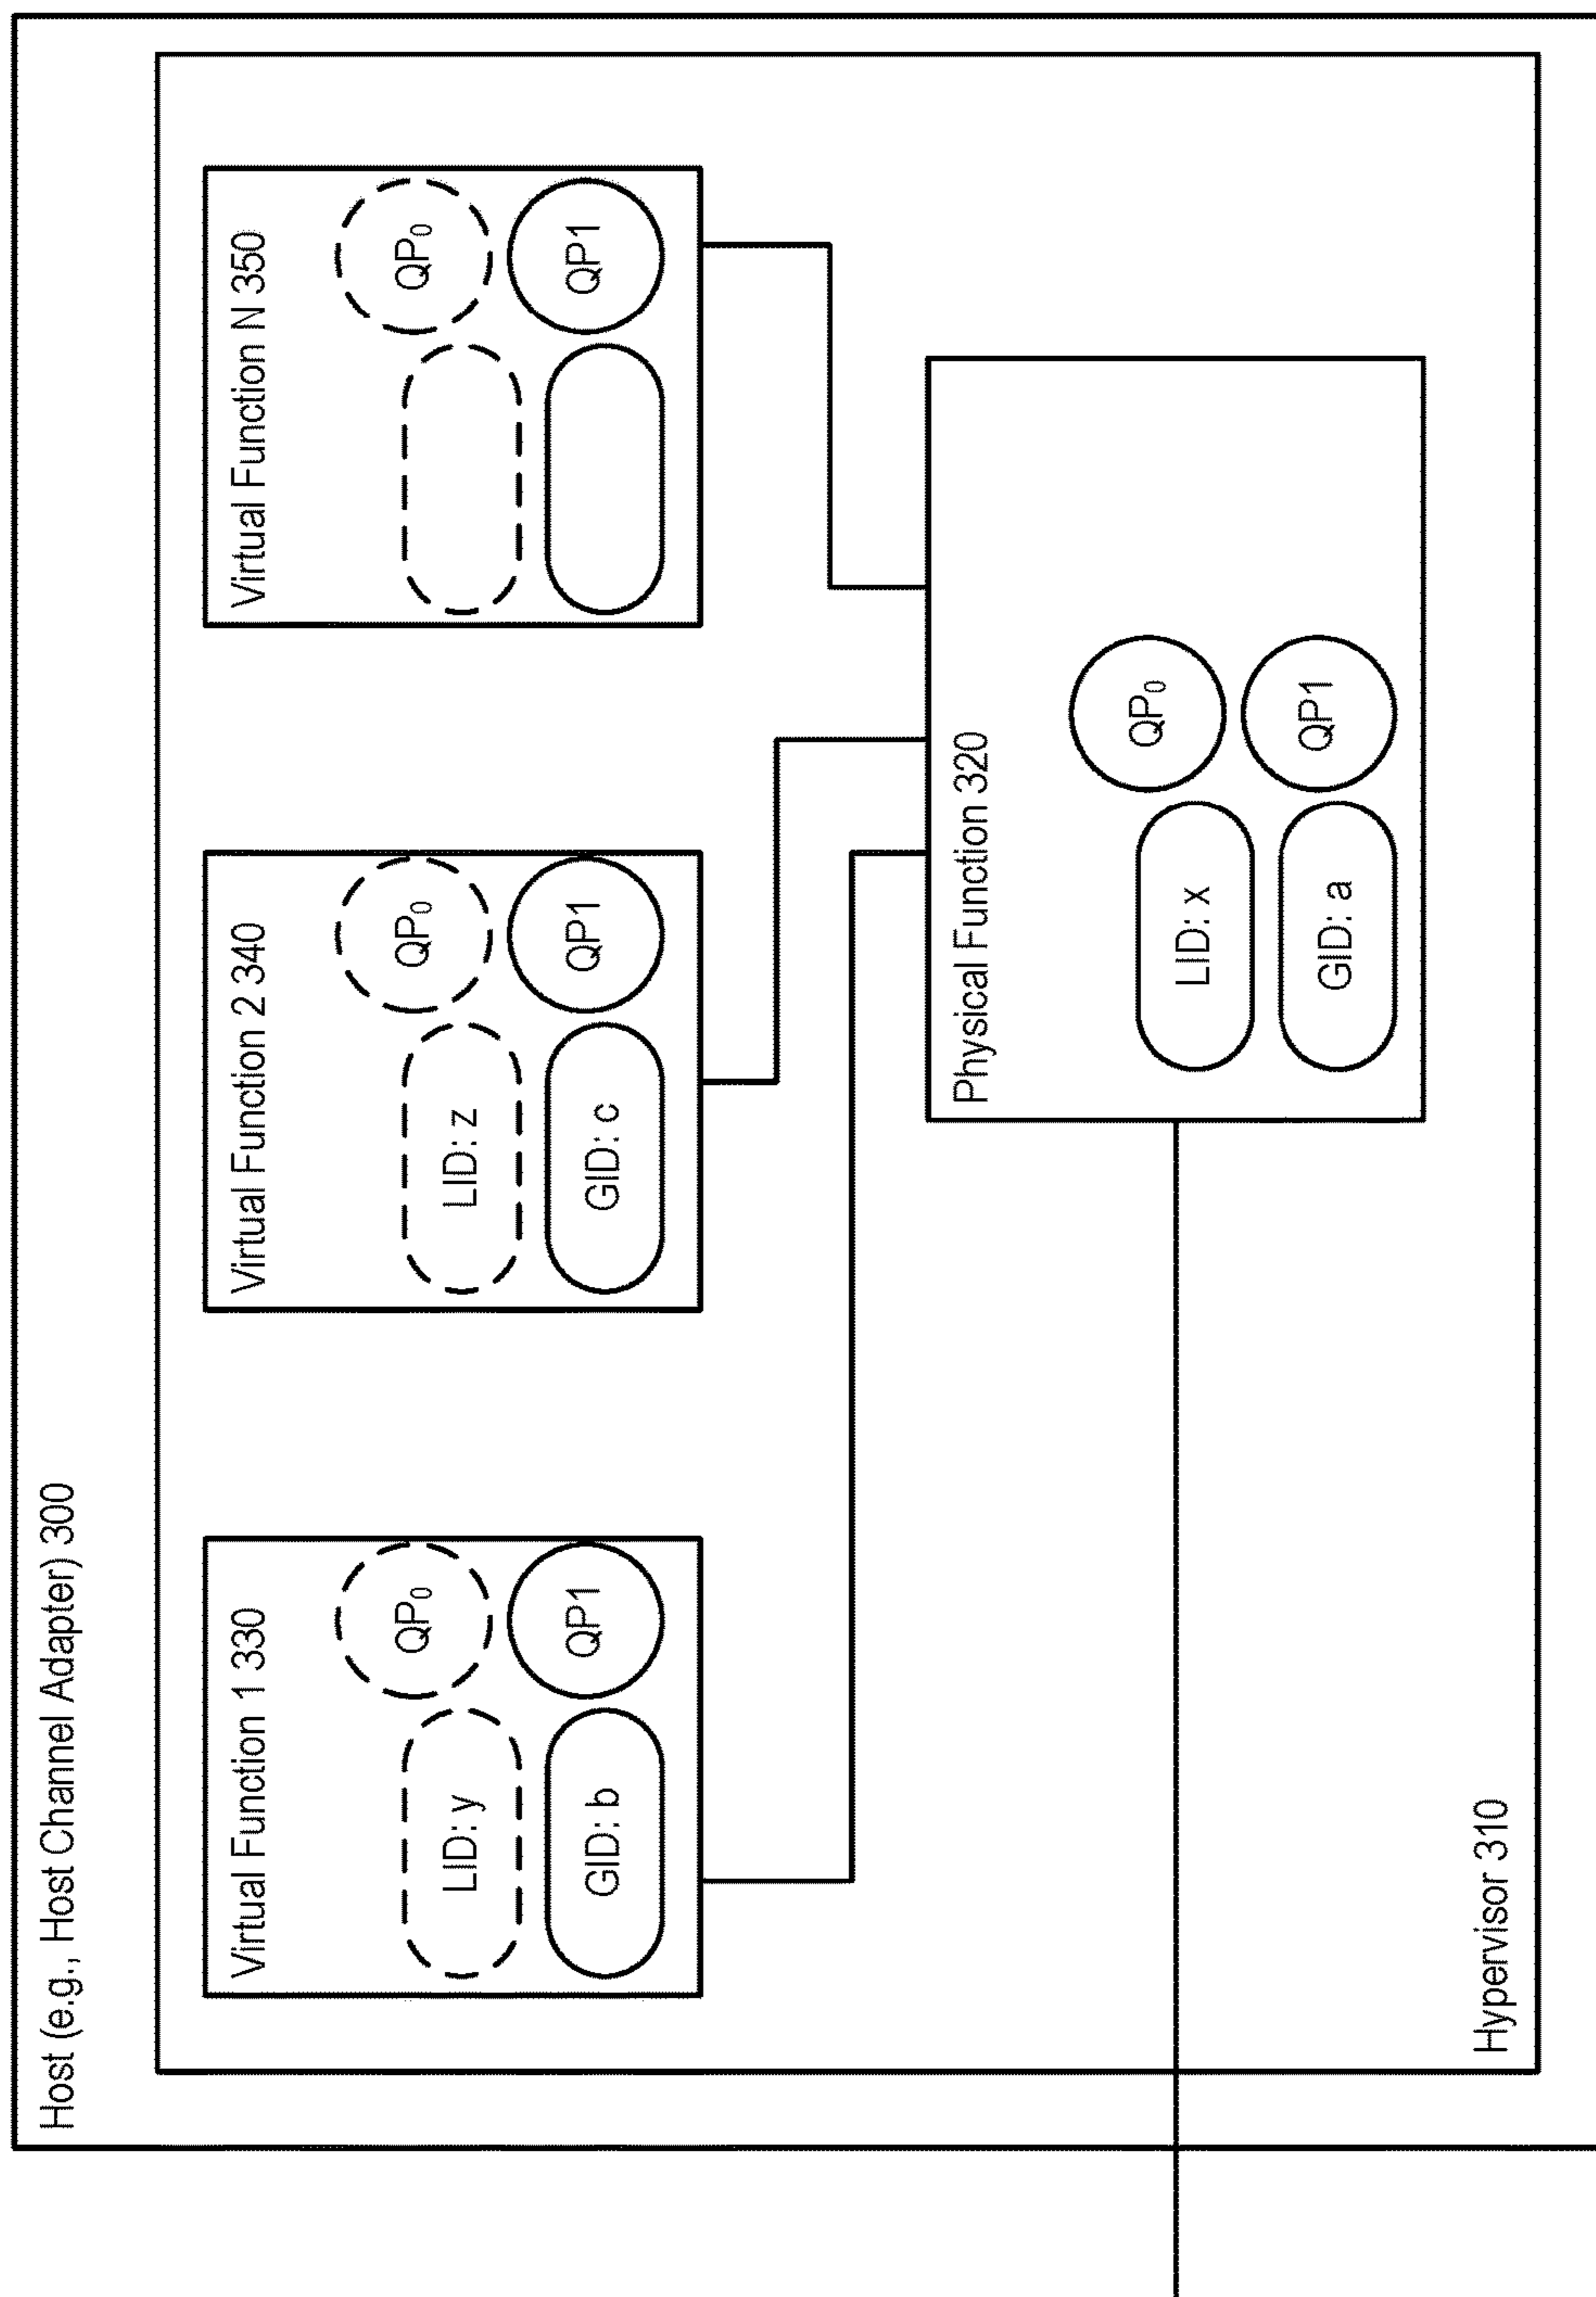 Host (e.g., Host Channel Adapter) 300
Virtual Function 1 330
LID: y
QP₀
GID: b
QP1
Virtual Function 2 340
LID: z
QP₀
GID: c
QP1
Virtual Function N 350
QP₀
QP1
Physical Function 320
LID: x
QP₀
GID: a
QP1
Hypervisor 310